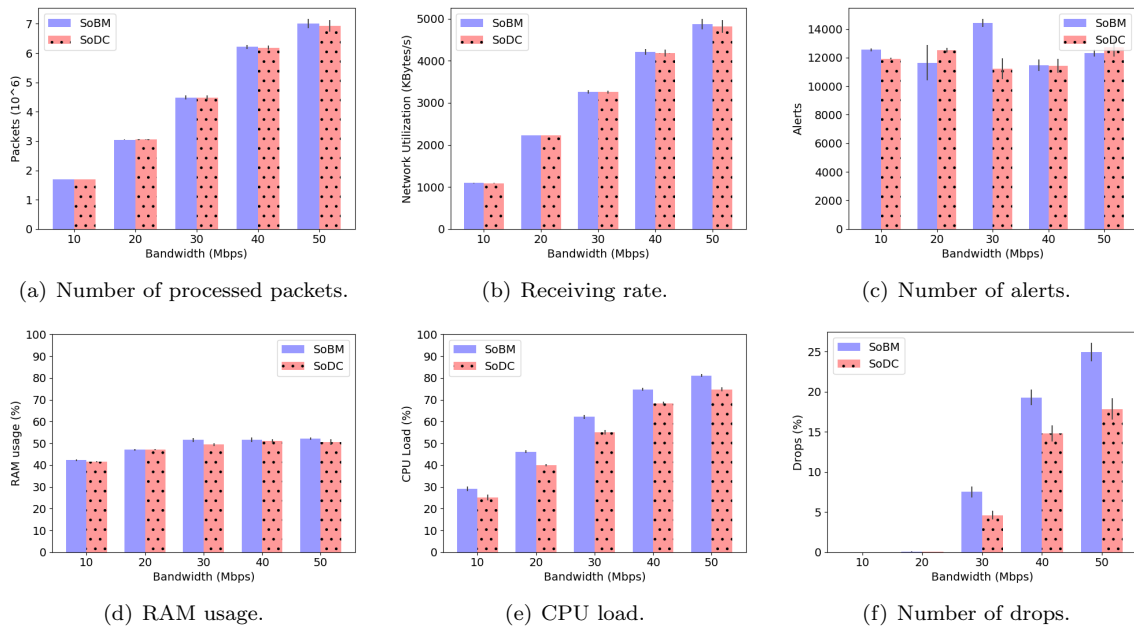 7
6
5
4
3
2
1
0
Packets (10^6)
SoBM
SoDC
10 20 30 40 50
Bandwidth (Mbps)
(a) Number of processed packets.
5000
4000
3000
2000
1000
0
Network Utilization (KBytes/s)
SoBM
SoDC
10 20 30 40 50
Bandwidth (Mbps)
(b) Receiving rate.
14000
12000
10000
8000
6000
4000
2000
0
Alerts
SoBM
SoDC
10 20 30 40 50
Bandwidth (Mbps)
(c) Number of alerts.
100
90
80
70
60
50
40
30
20
10
0
RAM usage (%)
SoBM
SoDC
10 20 30 40 50
Bandwidth (Mbps)
(d) RAM usage.
100
90
80
70
60
50
40
30
20
10
0
CPU Load (%)
SoBM
SoDC
10 20 30 40 50
Bandwidth (Mbps)
(e) CPU load.
25
20
15
10
5
0
Drops (%)
SoBM
SoDC
10 20 30 40 50
Bandwidth (Mbps)
(f) Number of drops.